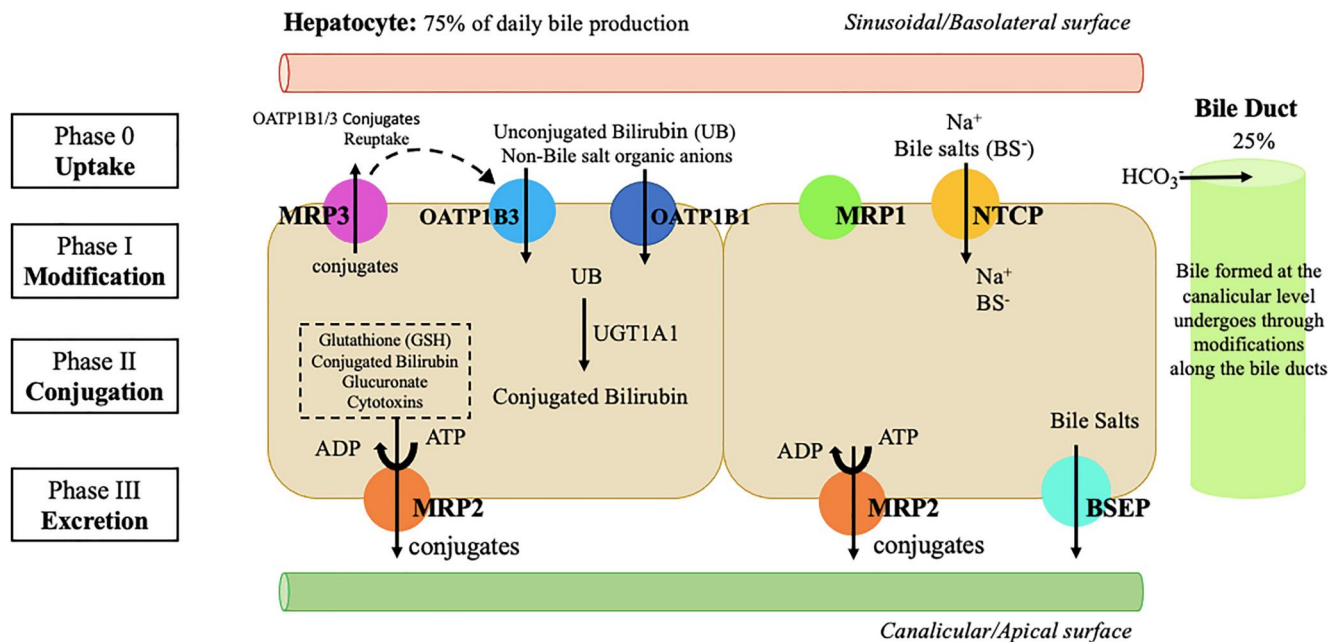 Hepatocyte: 75% of daily bile production
Sinusoidal/Basolateral surface
Phase 0
Uptake
Phase I
Modification
Phase II
Conjugation
Phase III
Excretion
OATP1B1/3 Conjugates
Reuptake
MRP3
conjugates
Unconjugated Bilirubin (UB)
Non-Bile salt organic anions
OATP1B3
OATP1B1
UB
UGT1A1
Conjugated Bilirubin
Glutathione (GSH)
Conjugated Bilirubin
Glucuronate
Cytotoxins
ADP
ATP
MRP2
conjugates
MRP1
Na⁺
Bile salts (BS⁻)
NTCP
Na⁺
BS⁻
ADP
ATP
MRP2
conjugates
Bile Salts
BSEP
Bile Duct
25%
HCO₃⁻
Bile formed at the
canalicular level
undergoes through
modifications
along the bile ducts
Canalicular/Apical surface